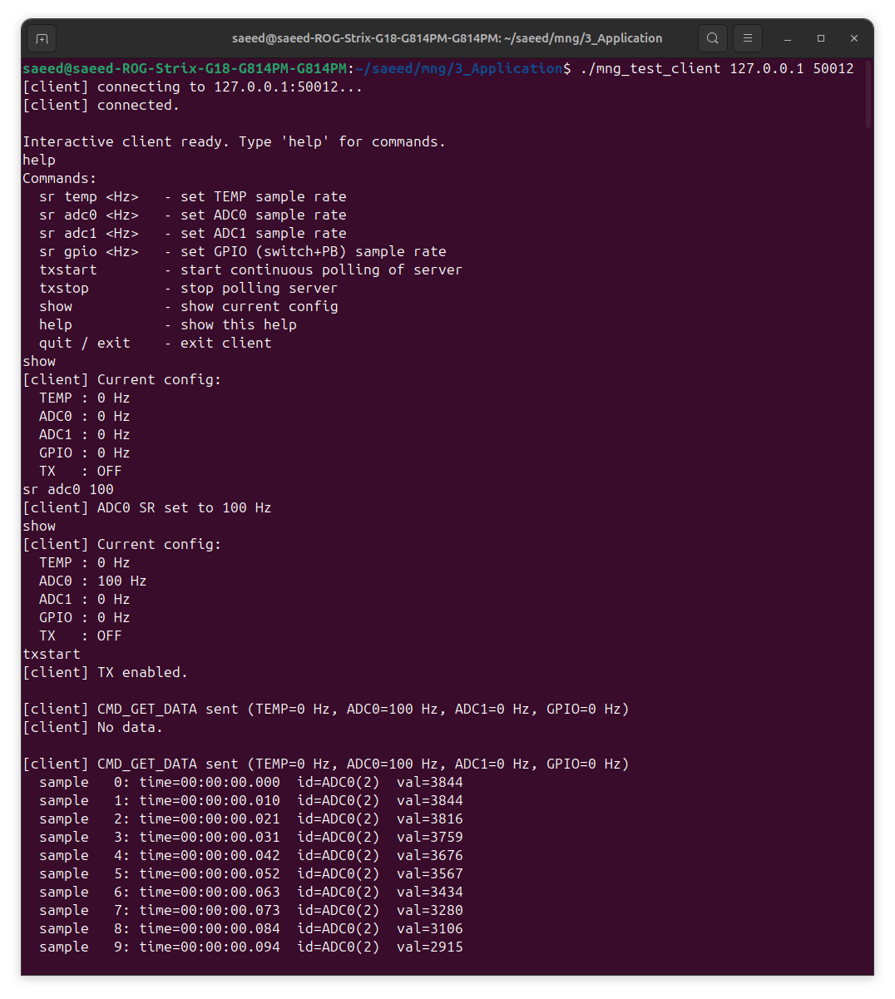 saeed@saeed-ROG-Strix-G18-G814PM-G814PM: ~/saeed/mng/3_Application
saeed@saeed-ROG-Strix-G18-G814PM-G814PM:~/saeed/mng/3_Application$ ./mng_test_client 127.0.0.1 50012
[client] connecting to 127.0.0.1:50012...
[client] connected.

Interactive client ready. Type 'help' for commands.
help
Commands:
  sr temp <Hz>   - set TEMP sample rate
  sr adc0 <Hz>   - set ADC0 sample rate
  sr adc1 <Hz>   - set ADC1 sample rate
  sr gpio <Hz>   - set GPIO (switch+PB) sample rate
  txstart        - start continuous polling of server
  txstop         - stop polling server
  show           - show current config
  help           - show this help
  quit / exit    - exit client
show
[client] Current config:
  TEMP : 0 Hz
  ADC0 : 0 Hz
  ADC1 : 0 Hz
  GPIO : 0 Hz
  TX   : OFF
sr adc0 100
[client] ADC0 SR set to 100 Hz
show
[client] Current config:
  TEMP : 0 Hz
  ADC0 : 100 Hz
  ADC1 : 0 Hz
  GPIO : 0 Hz
  TX   : OFF
txstart
[client] TX enabled.

[client] CMD_GET_DATA sent (TEMP=0 Hz, ADC0=100 Hz, ADC1=0 Hz, GPIO=0 Hz)
[client] No data.

[client] CMD_GET_DATA sent (TEMP=0 Hz, ADC0=100 Hz, ADC1=0 Hz, GPIO=0 Hz)
  sample   0: time=00:00:00.000  id=ADC0(2)  val=3844
  sample   1: time=00:00:00.010  id=ADC0(2)  val=3844
  sample   2: time=00:00:00.021  id=ADC0(2)  val=3816
  sample   3: time=00:00:00.031  id=ADC0(2)  val=3759
  sample   4: time=00:00:00.042  id=ADC0(2)  val=3676
  sample   5: time=00:00:00.052  id=ADC0(2)  val=3567
  sample   6: time=00:00:00.063  id=ADC0(2)  val=3434
  sample   7: time=00:00:00.073  id=ADC0(2)  val=3280
  sample   8: time=00:00:00.084  id=ADC0(2)  val=3106
  sample   9: time=00:00:00.094  id=ADC0(2)  val=2915